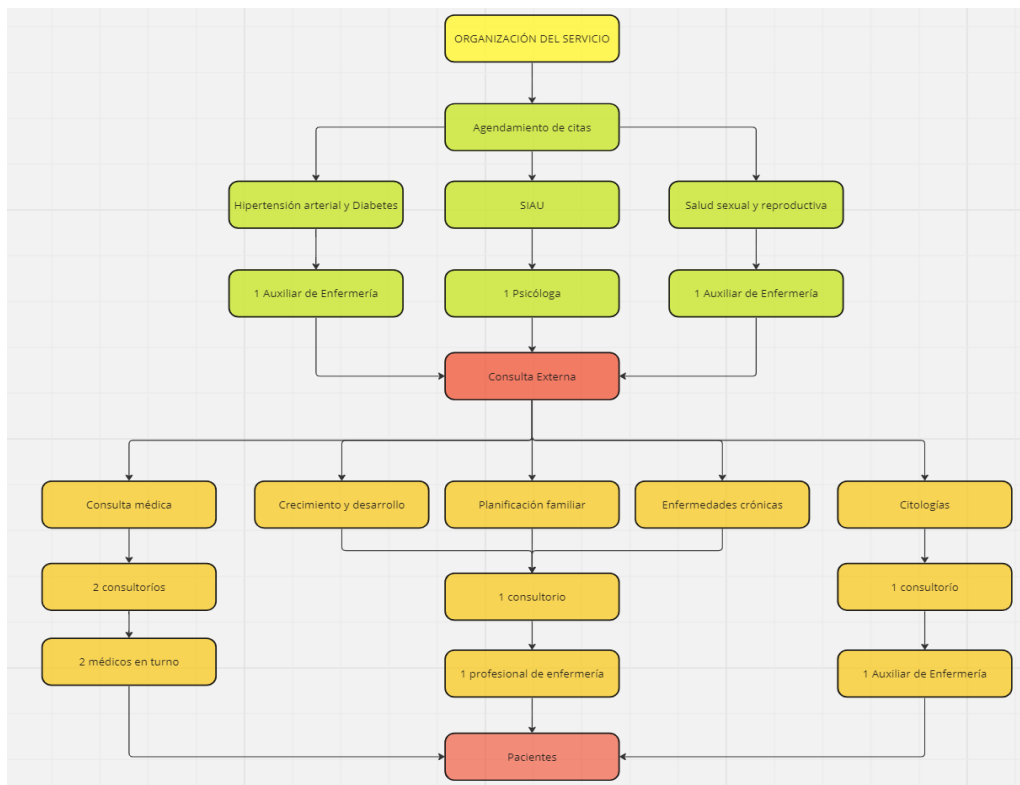 ORGANIZACIÓN DEL SERVICIO
Agendamiento de citas
Hipertensión arterial y Diabetes
SIAU
Salud sexual y reproductiva
1 Auxiliar de Enfermería
1 Psicóloga
1 Auxiliar de Enfermería
Consulta Externa
Consulta médica
Crecimiento y desarrollo
Planificación familiar
Enfermedades crónicas
Citologías
2 consultoríos
1 consultorio
1 consultorío
2 médicos en turno
1 profesional de enfermería
1 Auxiliar de Enfermería
Pacientes